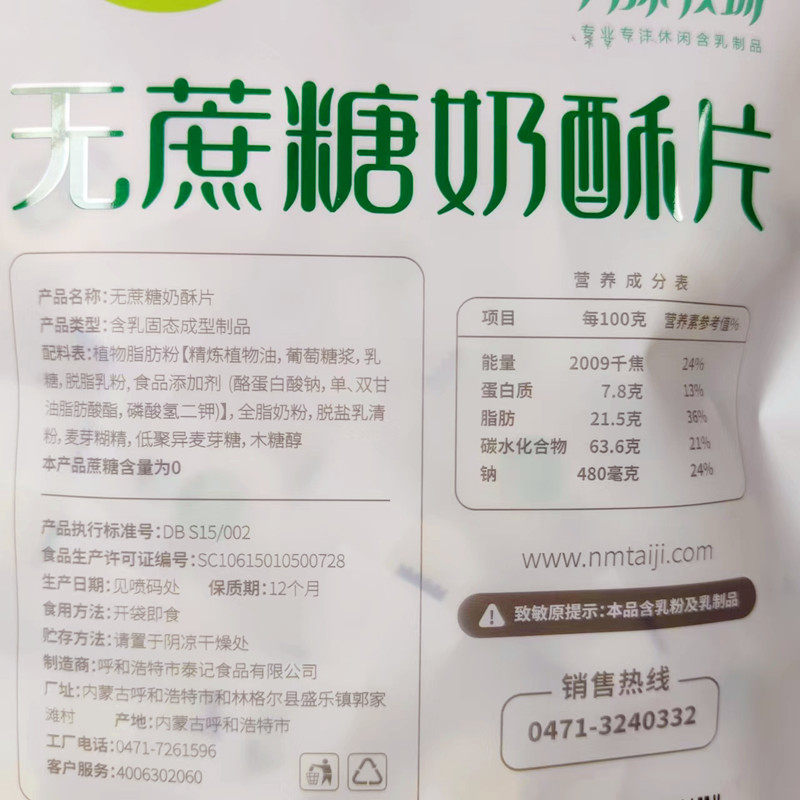 专业专注休闲含乳制品
无蔗糖奶酥片
产品名称：无蔗糖奶酥片
产品类型：含乳固态成型制品
配料表：植物脂肪粉【精炼植物油，葡萄糖浆，乳
糖，脱脂乳粉，食品添加剂（酪蛋白酸钠，单、双甘
油脂肪酸酯，磷酸氢二钾)】，全脂奶粉，脱盐乳清
粉，麦芽糊精，低聚异麦芽糖，木糖醇
本产品蔗糖含量为0
产品执行标准号：DB S15/002
食品生产许可证编号：SC10615010500728
生产日期：见喷码处 保质期：12个月
食用方法：开袋即食
贮存方法：请置于阴凉干燥处
制造商：呼和浩特市泰记食品有限公司
厂址：内蒙古呼和浩特市和林格尔县盛乐镇郭家
滩村 产地：内蒙古呼和浩特市
工厂电话：0471-7261596
客户服务：4006302060
营养成分表
项目 每100克 营养素参考值%
能量 2009千焦 24%
蛋白质 7.8克 13%
脂肪 21.5克 36%
碳水化合物 63.6克 21%
钠 480毫克 24%
www.nmtaiji.com
致敏原提示：本品含乳粉及乳制品
销售热线
0471-3240332